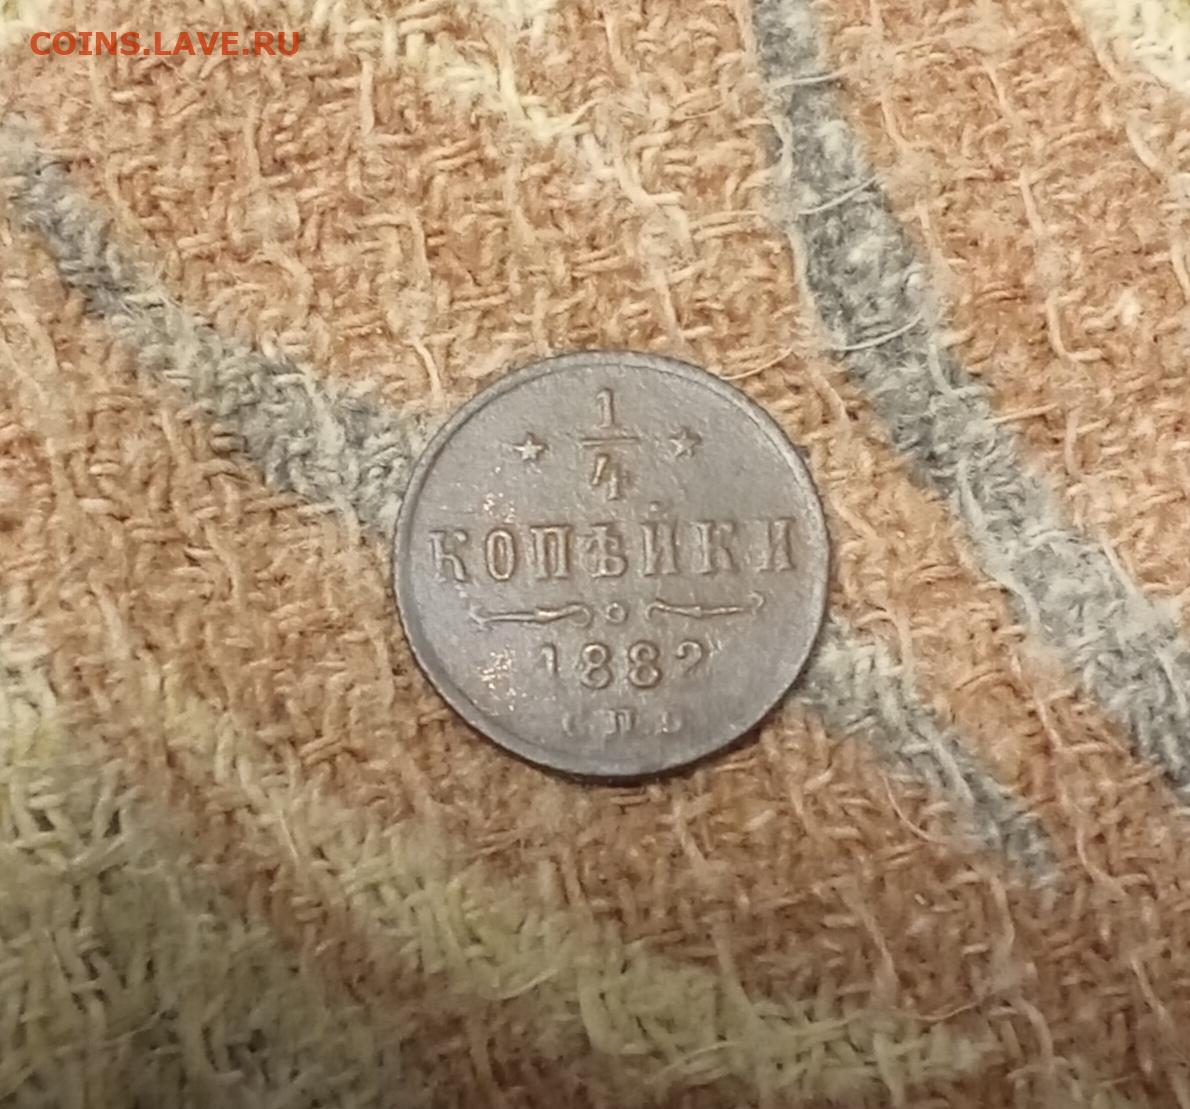 COINS.LAVE.RU
★ 1/4 ★
КОПѢЙКИ
1882
С.П.Б.